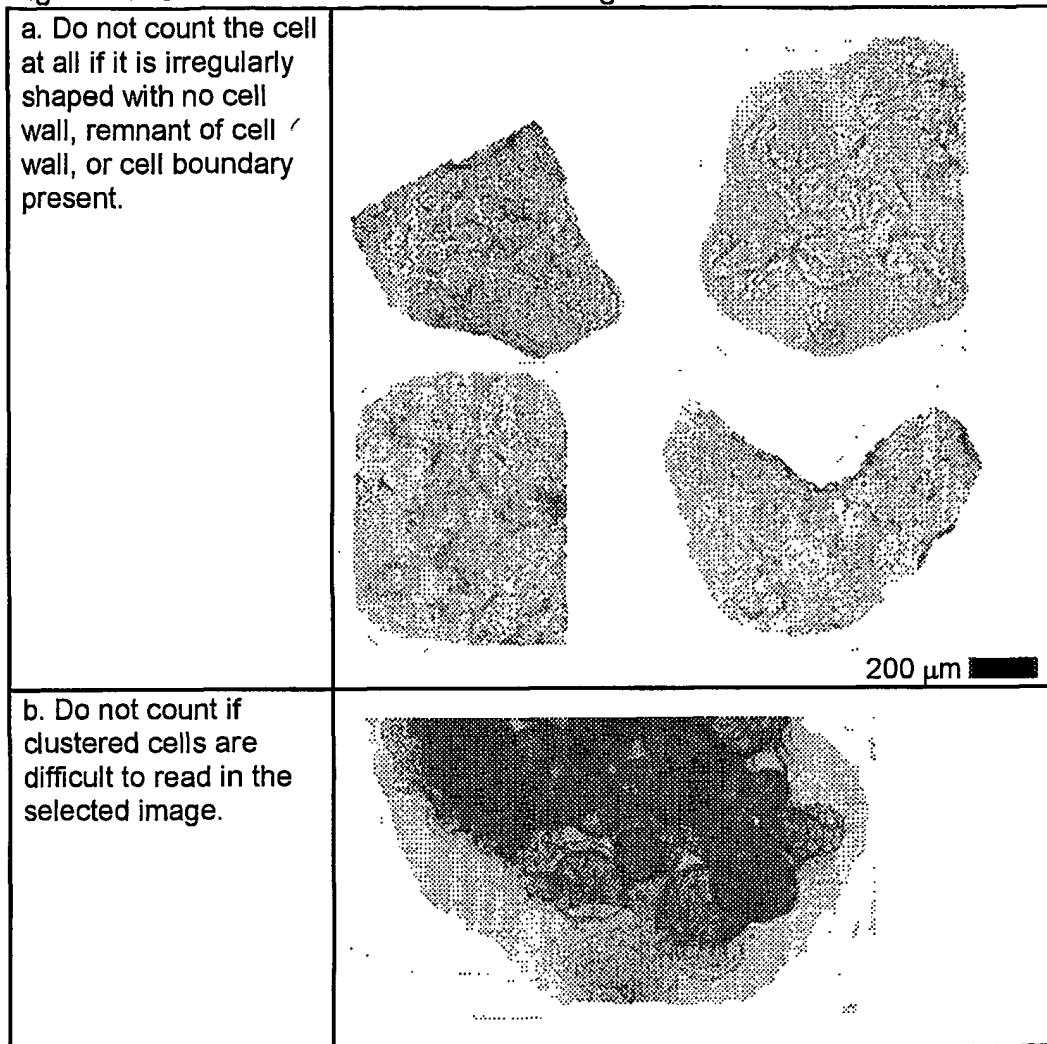 a. Do not count the cell
at all if it is irregularly
shaped with no cell
wall, remnant of cell
wall, or cell boundary
present.
200 μm
b. Do not count if
clustered cells are
difficult to read in the
selected image.